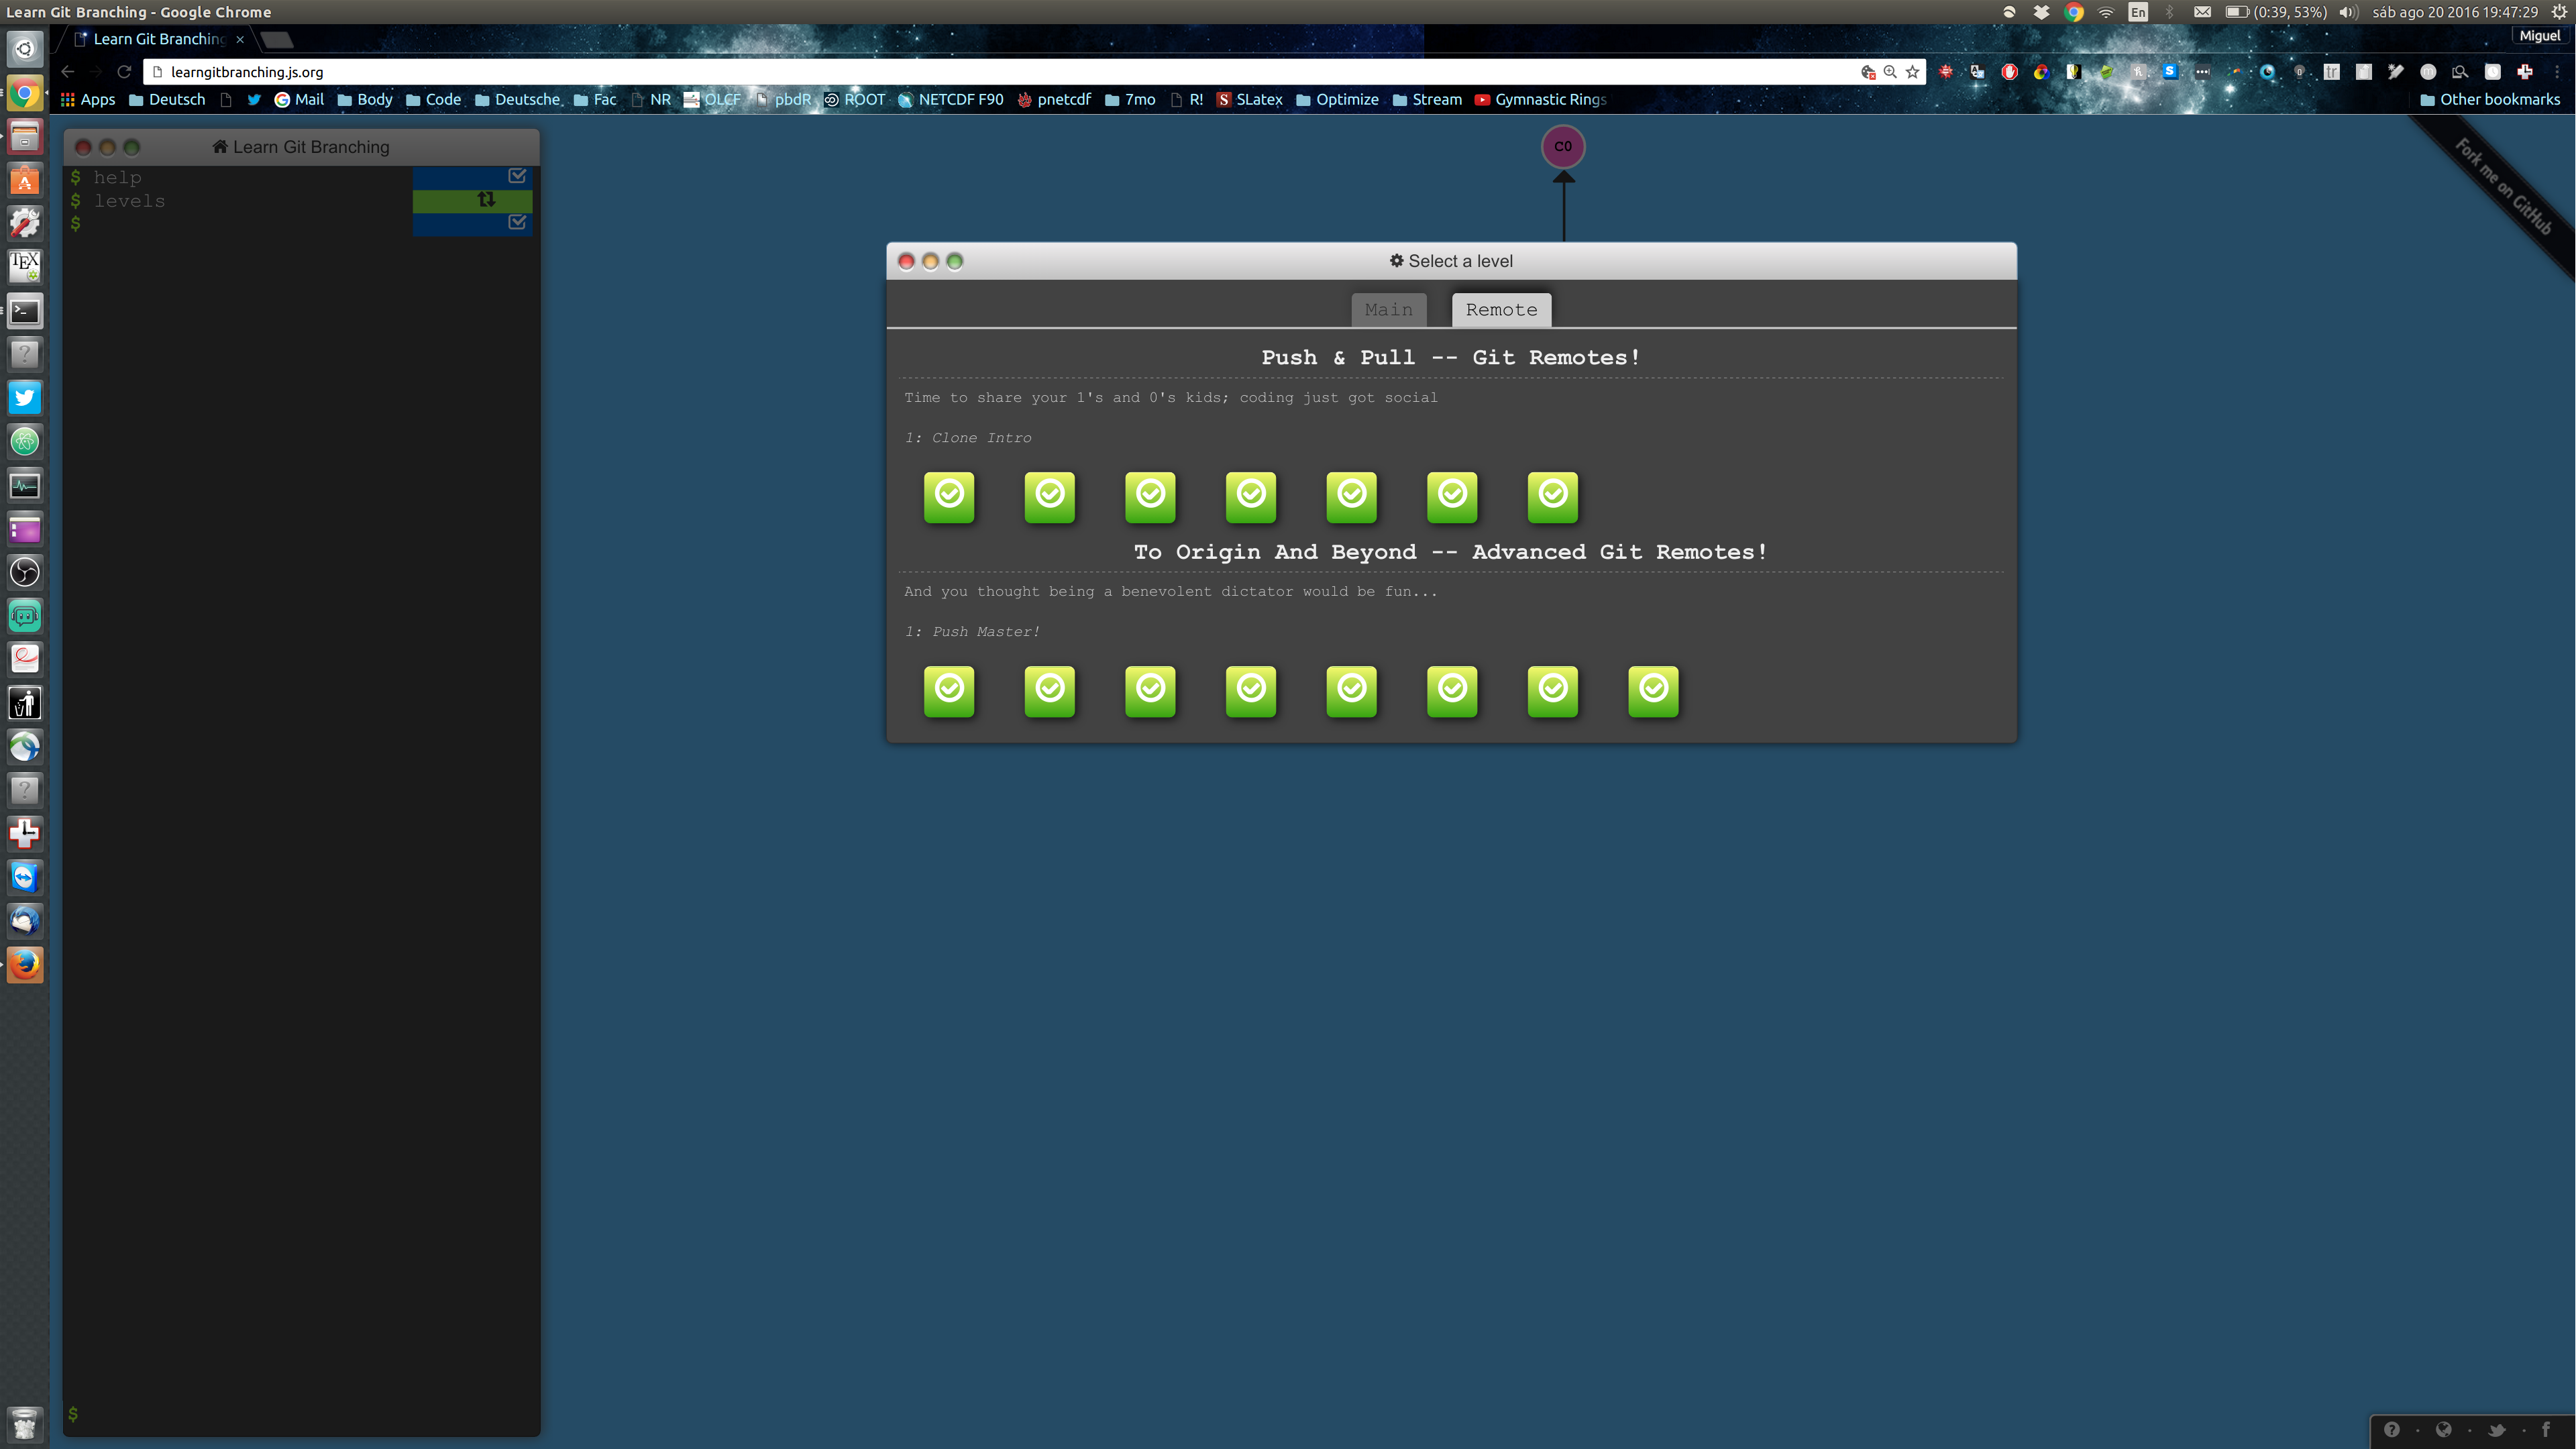 Learn Git Branching - Google Chrome
En (0:39, 53%) sáb ago 20 2016 19:47:29
Learn Git Branching ×
Miguel
learngitbranching.js.org
Apps Deutsch Mail Body Code Deutsche Fac NR OLCF pbdR ROOT NETCDF F90 pnetcdf 7mo R! SLatex Optimize Stream Gymnastic Rings Other bookmarks
Learn Git Branching
$ help
$ levels
$
$
C0
Fork me on GitHub
Select a level
Main Remote
Push & Pull -- Git Remotes!
Time to share your 1's and 0's kids; coding just got social
1: Clone Intro
To Origin And Beyond -- Advanced Git Remotes!
And you thought being a benevolent dictator would be fun...
1: Push Master!